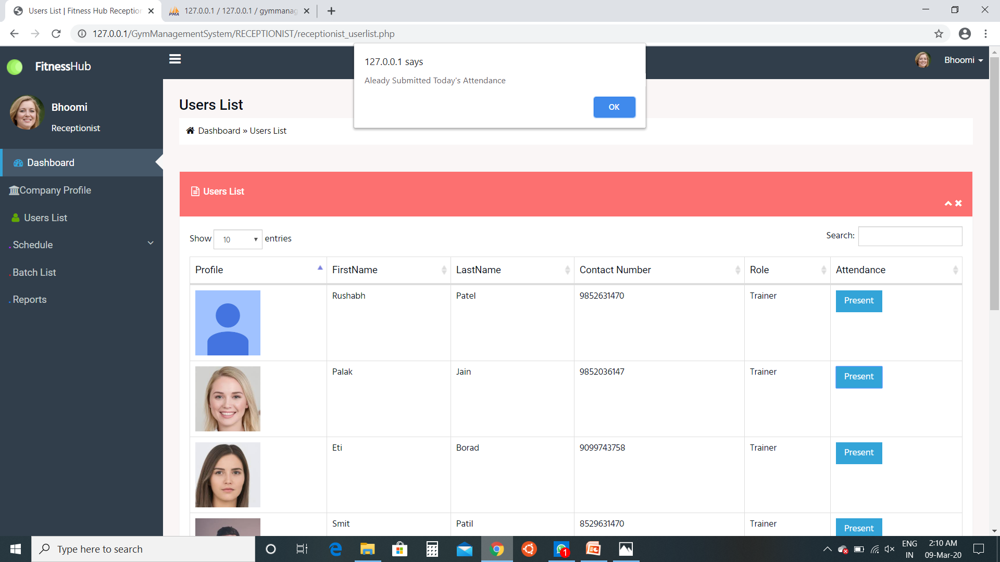 Users List | Fitness Hub Receptio
127.0.0.1 / 127.0.0.1 / gymmanag
127.0.0.1/GymManagementSystem/RECEPTIONIST/receptionist_userlist.php
FitnessHub
Bhoomi
127.0.0.1 says
Aleady Submitted Today's Attendance
OK
Bhoomi
Receptionist
Dashboard
Company Profile
Users List
Schedule
Batch List
Reports
Users List
Dashboard » Users List
Users List
Show 10 entries
Search:
Profile FirstName LastName Contact Number Role Attendance
Rushabh Patel 9852631470 Trainer Present
Palak Jain 9852036147 Trainer Present
Eti Borad 9099743758 Trainer Present
Smit Patil 8529631470 Trainer Present
Type here to search
1
ENG
IN
2:10 AM
09-Mar-20